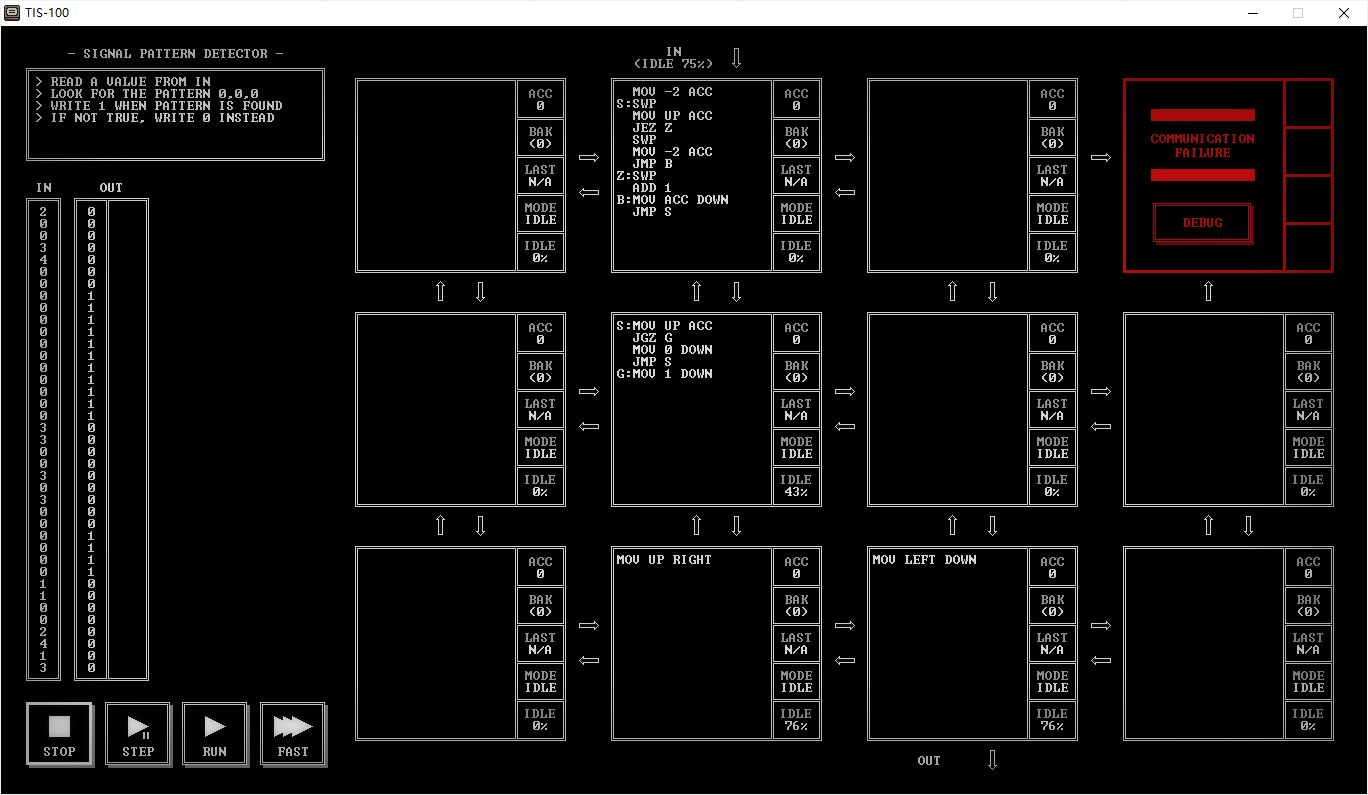 TIS-100
- SIGNAL PATTERN DETECTOR -
> READ A VALUE FROM IN
> LOOK FOR THE PATTERN 0,0,0
> WRITE 1 WHEN PATTERN IS FOUND
> IF NOT TRUE, WRITE 0 INSTEAD
IN OUT
2 0
0 0
0 0
3 0
4 0
0 0
0 0
0 1
0 1
0 1
0 1
0 1
0 1
0 1
0 1
0 1
0 1
0 1
3 0
3 0
0 0
0 0
3 0
0 0
3 0
0 0
0 0
0 1
0 1
0 1
0 1
1 0
1 0
0 0
0 0
2 0
4 0
1 0
3 0
STOP
STEP
RUN
FAST
IN
(IDLE 75%)
ACC
0
BAK
(0)
LAST
N/A
MODE
IDLE
IDLE
0%
MOV -2 ACC
S:SWP
MOV UP ACC
JEZ Z
SWP
MOV -2 ACC
JMP B
Z:SWP
ADD 1
B:MOV ACC DOWN
JMP S
ACC
0
BAK
(0)
LAST
N/A
MODE
IDLE
IDLE
0%
ACC
0
BAK
(0)
LAST
N/A
MODE
IDLE
IDLE
0%
COMMUNICATION
FAILURE
DEBUG
ACC
0
BAK
(0)
LAST
N/A
MODE
IDLE
IDLE
0%
S:MOV UP ACC
JGZ G
MOV 0 DOWN
JMP S
G:MOV 1 DOWN
ACC
0
BAK
(0)
LAST
N/A
MODE
IDLE
IDLE
43%
ACC
0
BAK
(0)
LAST
N/A
MODE
IDLE
IDLE
0%
ACC
0
BAK
(0)
LAST
N/A
MODE
IDLE
IDLE
0%
ACC
0
BAK
(0)
LAST
N/A
MODE
IDLE
IDLE
0%
MOV UP RIGHT
ACC
0
BAK
(0)
LAST
N/A
MODE
IDLE
IDLE
76%
MOV LEFT DOWN
ACC
0
BAK
(0)
LAST
N/A
MODE
IDLE
IDLE
76%
ACC
0
BAK
(0)
LAST
N/A
MODE
IDLE
IDLE
0%
OUT